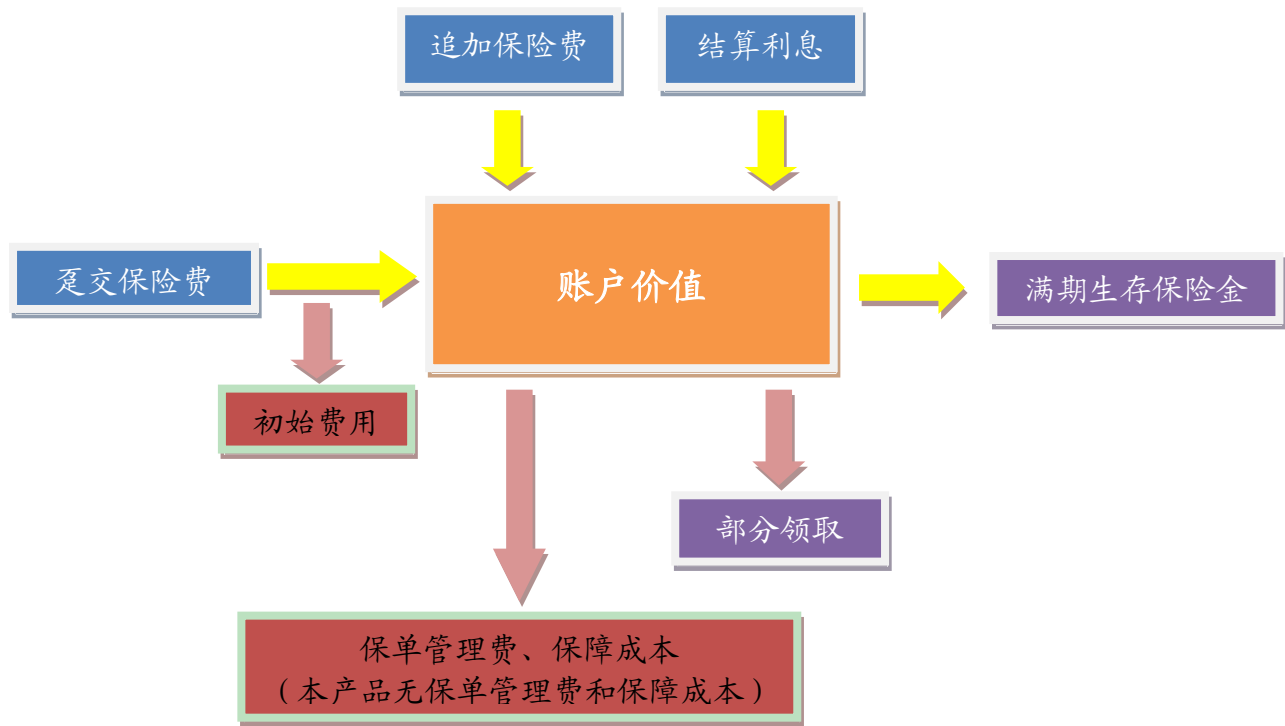 追加保险费
结算利息
趸交保险费
账户价值
满期生存保险金
初始费用
部分领取
保单管理费、保障成本
（本产品无保单管理费和保障成本）